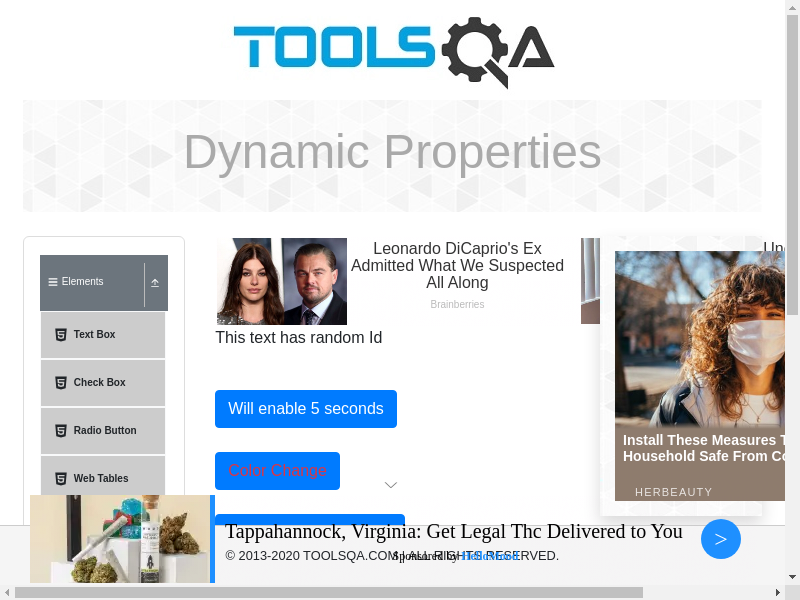 TOOLSQA
Dynamic Properties
Elements
Text Box
Check Box
Radio Button
Web Tables
Leonardo DiCaprio's Ex
Admitted What We Suspected
All Along
Brainberries
This text has random Id
Will enable 5 seconds
Color Change
Install These Measures
Household Safe From
HERBEAUTY
Tappahannock, Virginia: Get Legal Thc Delivered to You
© 2013-2020 TOOLSQA.COM | ALL RIGHTS RESERVED.
Sponsored by
>